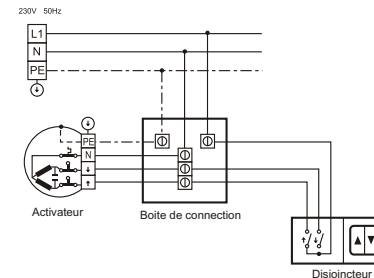 230V 50Hz
L1
N
PE
PE
N
↓
↑
Activateur
Boite de connection
↑ ↓
▲ ▼
Disjoincteur